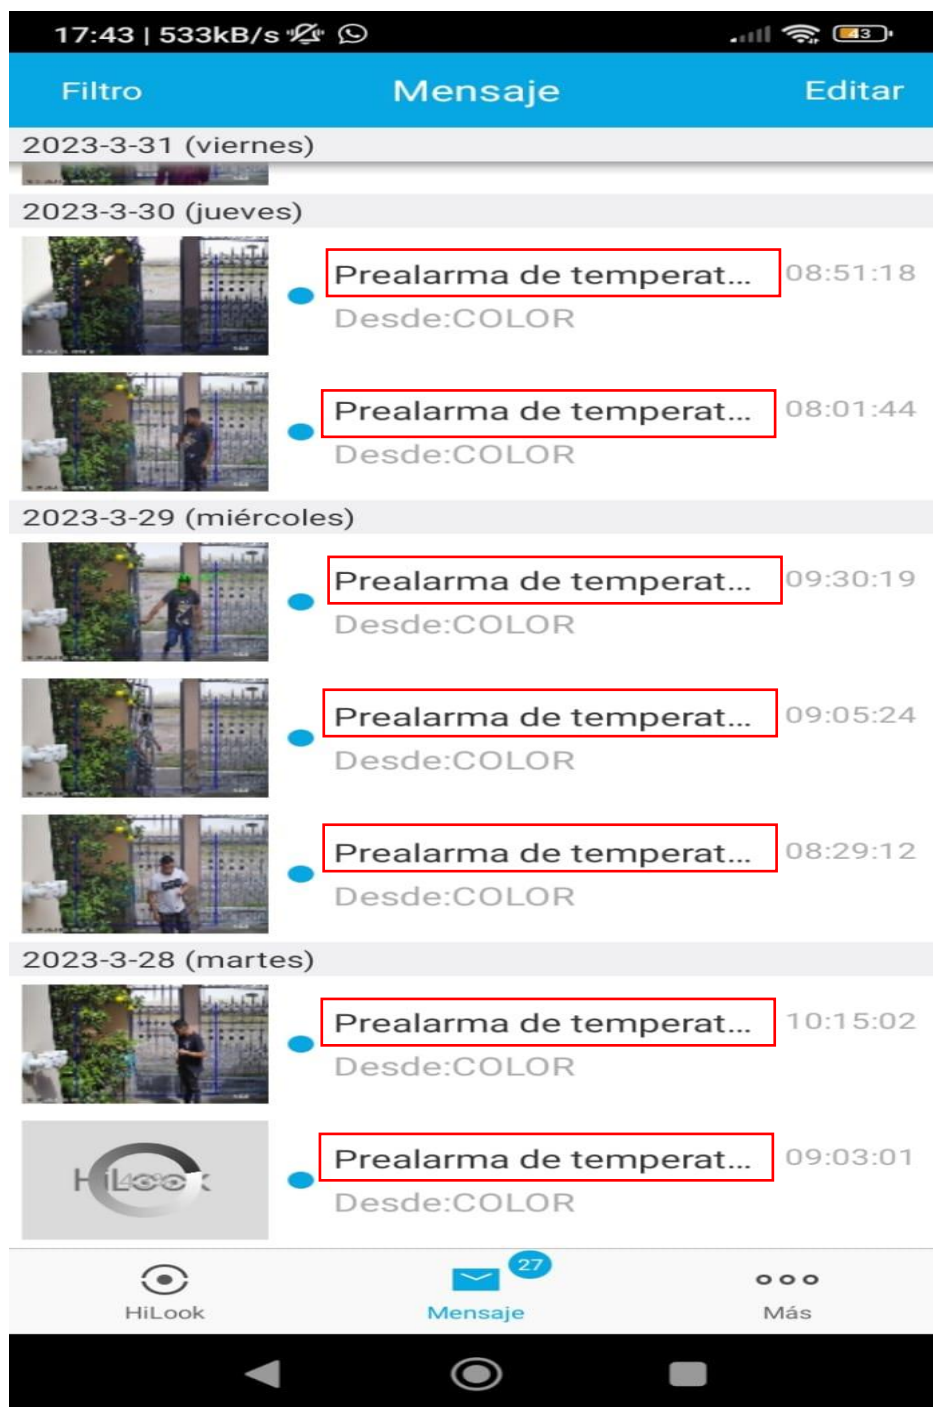 17:43 | 533kB/s
43
Filtro
Mensaje
Editar
2023-3-31 (viernes)
2023-3-30 (jueves)
Prealarma de temperat...
08:51:18
Desde:COLOR
Prealarma de temperat...
08:01:44
Desde:COLOR
2023-3-29 (miércoles)
Prealarma de temperat...
09:30:19
Desde:COLOR
Prealarma de temperat...
09:05:24
Desde:COLOR
Prealarma de temperat...
08:29:12
Desde:COLOR
2023-3-28 (martes)
Prealarma de temperat...
10:15:02
Desde:COLOR
HiLook
Prealarma de temperat...
09:03:01
Desde:COLOR
27
HiLook
Mensaje
Más